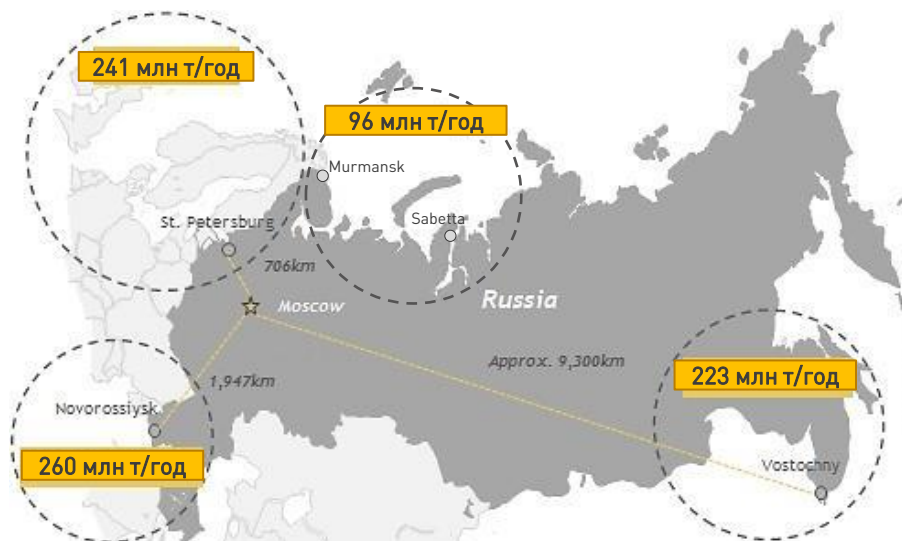 241 млн т/год
96 млн т/год
Murmansk
Sabetta
St. Petersburg
706km
Moscow
Russia
Approx. 9,300km
223 млн т/год
1,947km
Novorossiysk
260 млн т/год
Vostochny